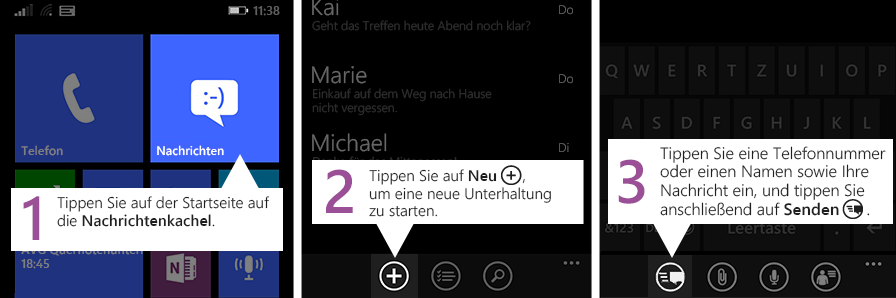 11:38
Telefon
Nachrichten
1
Tippen Sie auf der Startseite auf
die Nachrichtenkachel.
18:45
Kai
Do
Geht das Treffen heute Abend noch klar?
Marie
Do
Einkauf auf dem Weg nach Hause
nicht vergessen.
Michael
Di
2
Tippen Sie auf Neu
,
um eine neue Unterhaltung
zu starten.
Q W E R T Z U I O P
A S D F G H J K L
3
Tippen Sie eine Telefonnummer
oder einen Namen sowie Ihre
Nachricht ein, und tippen Sie
anschließend auf Senden .
&123
Leertaste .